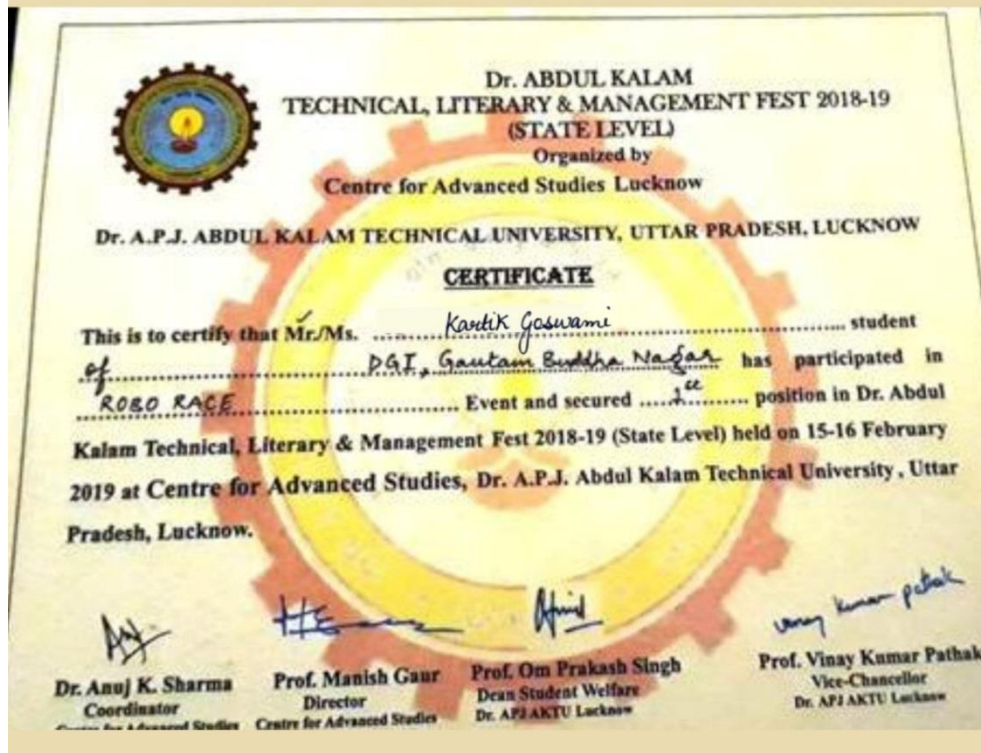 Dr. ABDUL KALAM
TECHNICAL, LITERARY & MANAGEMENT FEST 2018-19
(STATE LEVEL)
Organized by
Centre for Advanced Studies Lucknow
Dr. A.P.J. ABDUL KALAM TECHNICAL UNIVERSITY, UTTAR PRADESH, LUCKNOW
CERTIFICATE
This is to certify that Mr./Ms. Kartik Goswami student
of DGI, Gautam Buddha Nagar has participated in
ROBO RACE Event and secured position in Dr. Abdul
Kalam Technical, Literary & Management Fest 2018-19 (State Level) held on 15-16 February
2019 at Centre for Advanced Studies, Dr. A.P.J. Abdul Kalam Technical University, Uttar
Pradesh, Lucknow.
vinay kumar pathak
Dr. Anuj K. Sharma Prof. Manish Gaur Prof. Om Prakash Singh Prof. Vinay Kumar Pathak
Coordinator Director Dean Student Welfare Vice-Chancellor
Centre for Advanced Studies Centre for Advanced Studies Dr. APJ AKTU Lucknow Dr. APJ AKTU Lucknow